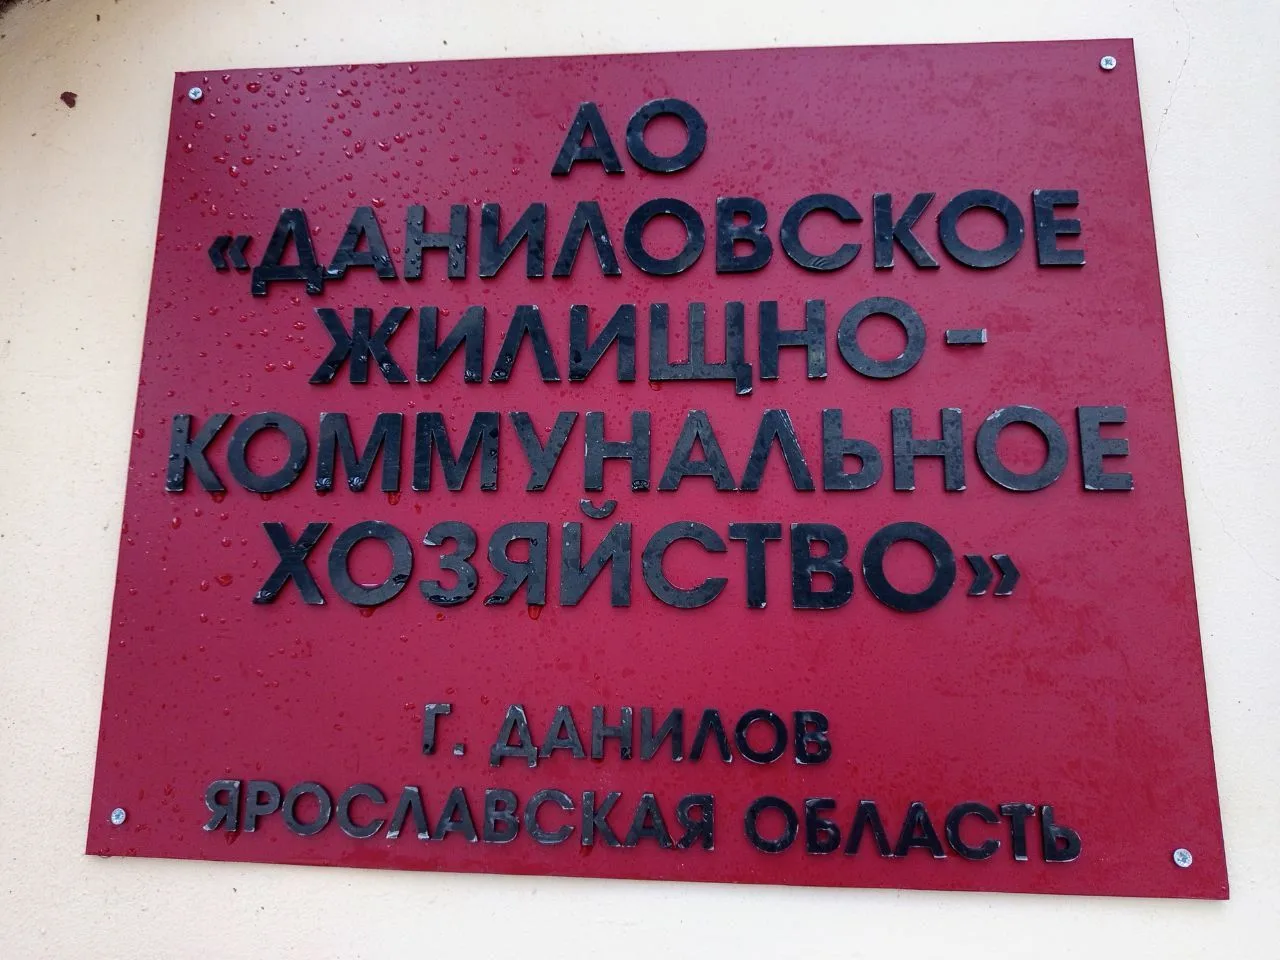 АО
«ДАНИЛОВСКОЕ
ЖИЛИЩНО-
КОММУНАЛЬНОЕ
ХОЗЯЙСТВО»
Г. ДАНИЛОВ
ЯРОСЛАВСКАЯ ОБЛАСТЬ